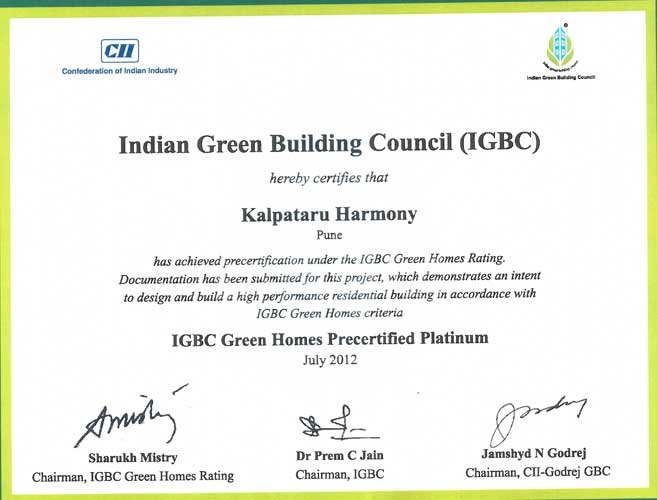 CII
Confederation of Indian Industry
Indian Green Building Council
Indian Green Building Council (IGBC)
hereby certifies that
Kalpataru Harmony
Pune
has achieved precertification under the IGBC Green Homes Rating.
Documentation has been submitted for this project, which demonstrates an intent
to design and build a high performance residential building in accordance with
IGBC Green Homes criteria
IGBC Green Homes Precertified Platinum
July 2012
Sharukh Mistry
Chairman, IGBC Green Homes Rating
Dr Prem C Jain
Chairman, IGBC
Jamshyd N Godrej
Chairman, CII-Godrej GBC